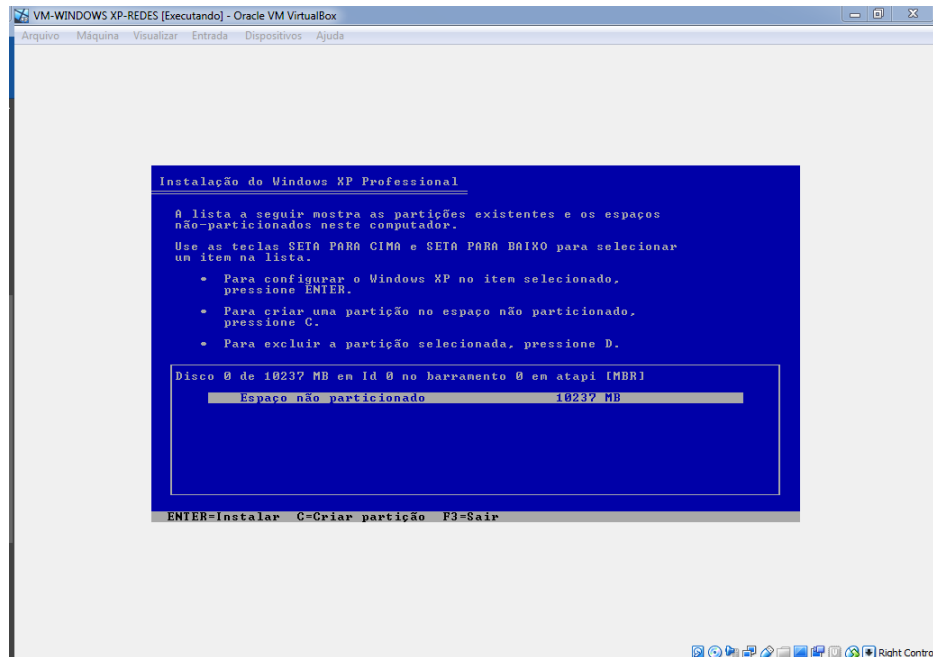 VM-WINDOWS XP-REDES [Executando] - Oracle VM VirtualBox
Arquivo Máquina Visualizar Entrada Dispositivos Ajuda
Instalação do Windows XP Professional
A lista a seguir mostra as partições existentes e os espaços
não-particionados neste computador.
Use as teclas SETA PARA CIMA e SETA PARA BAIXO para selecionar
um item na lista.
• Para configurar o Windows XP no item selecionado,
pressione ENTER.
• Para criar uma partição no espaço não particionado,
pressione C.
• Para excluir a partição selecionada, pressione D.
Disco 0 de 10237 MB em Id 0 no barramento 0 em atapi [MBR]
Espaço não particionado 10237 MB
ENTER=Instalar C=Criar partição F3=Sair
Right Contro